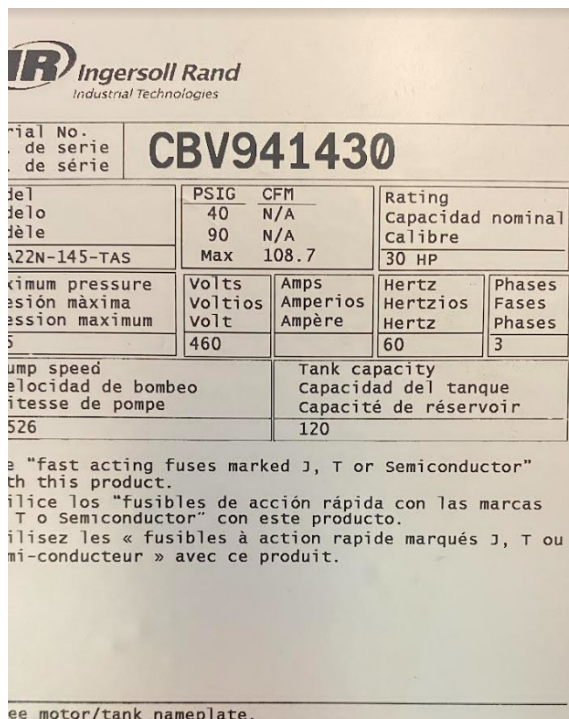 IR Ingersoll Rand
Industrial Technologies
rial No.
. de serie
. de série
CBV941430
del
delo
dèle
A22N-145-TAS
PSIG CFM
40 N/A
90 N/A
Max 108.7
Rating
Capacidad nominal
Calibre
30 HP
ximum pressure
esión màxima
ession maximum
5
Volts
Voltios
Volt
460
Amps
Amperios
Ampère
Hertz
Hertzios
Hertz
60
Phases
Fases
Phases
3
ump speed
elocidad de bombeo
itesse de pompe
526
Tank capacity
Capacidad del tanque
Capacité de réservoir
120
e "fast acting fuses marked J, T or Semiconductor"
th this product.
ilice los "fusibles de acción rápida con las marcas
T o Semiconductor" con este producto.
ilisez les « fusibles à action rapide marqués J, T ou
mi-conducteur » avec ce produit.
ee motor/tank nameplate.